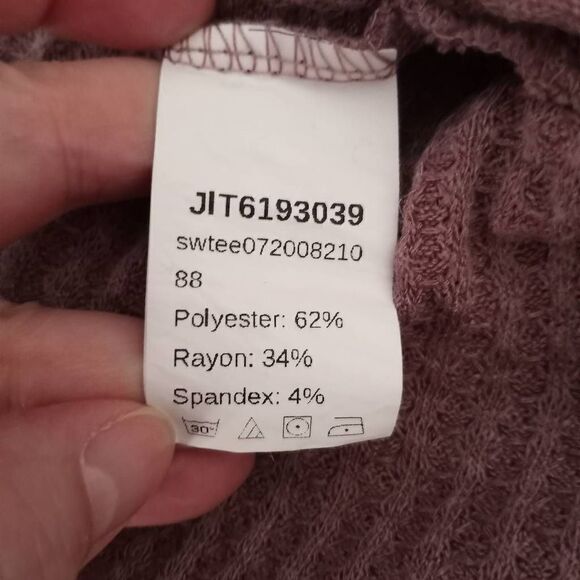 JIT6193039
swtee072008210
88
Polyester: 62%
Rayon: 34%
Spandex: 4%
30°